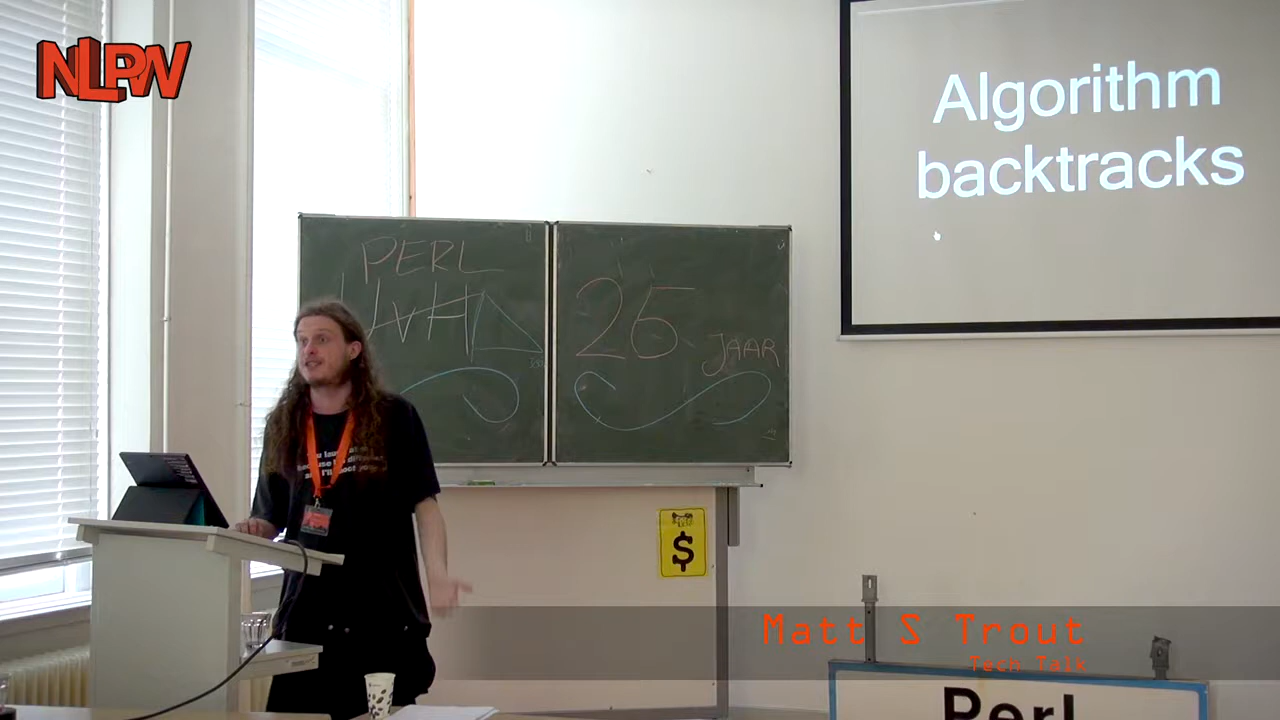 NLPW
Algorithm
backtracks
PERL
25
JAAR
$
Matt S Trout
Tech Talk
Perl